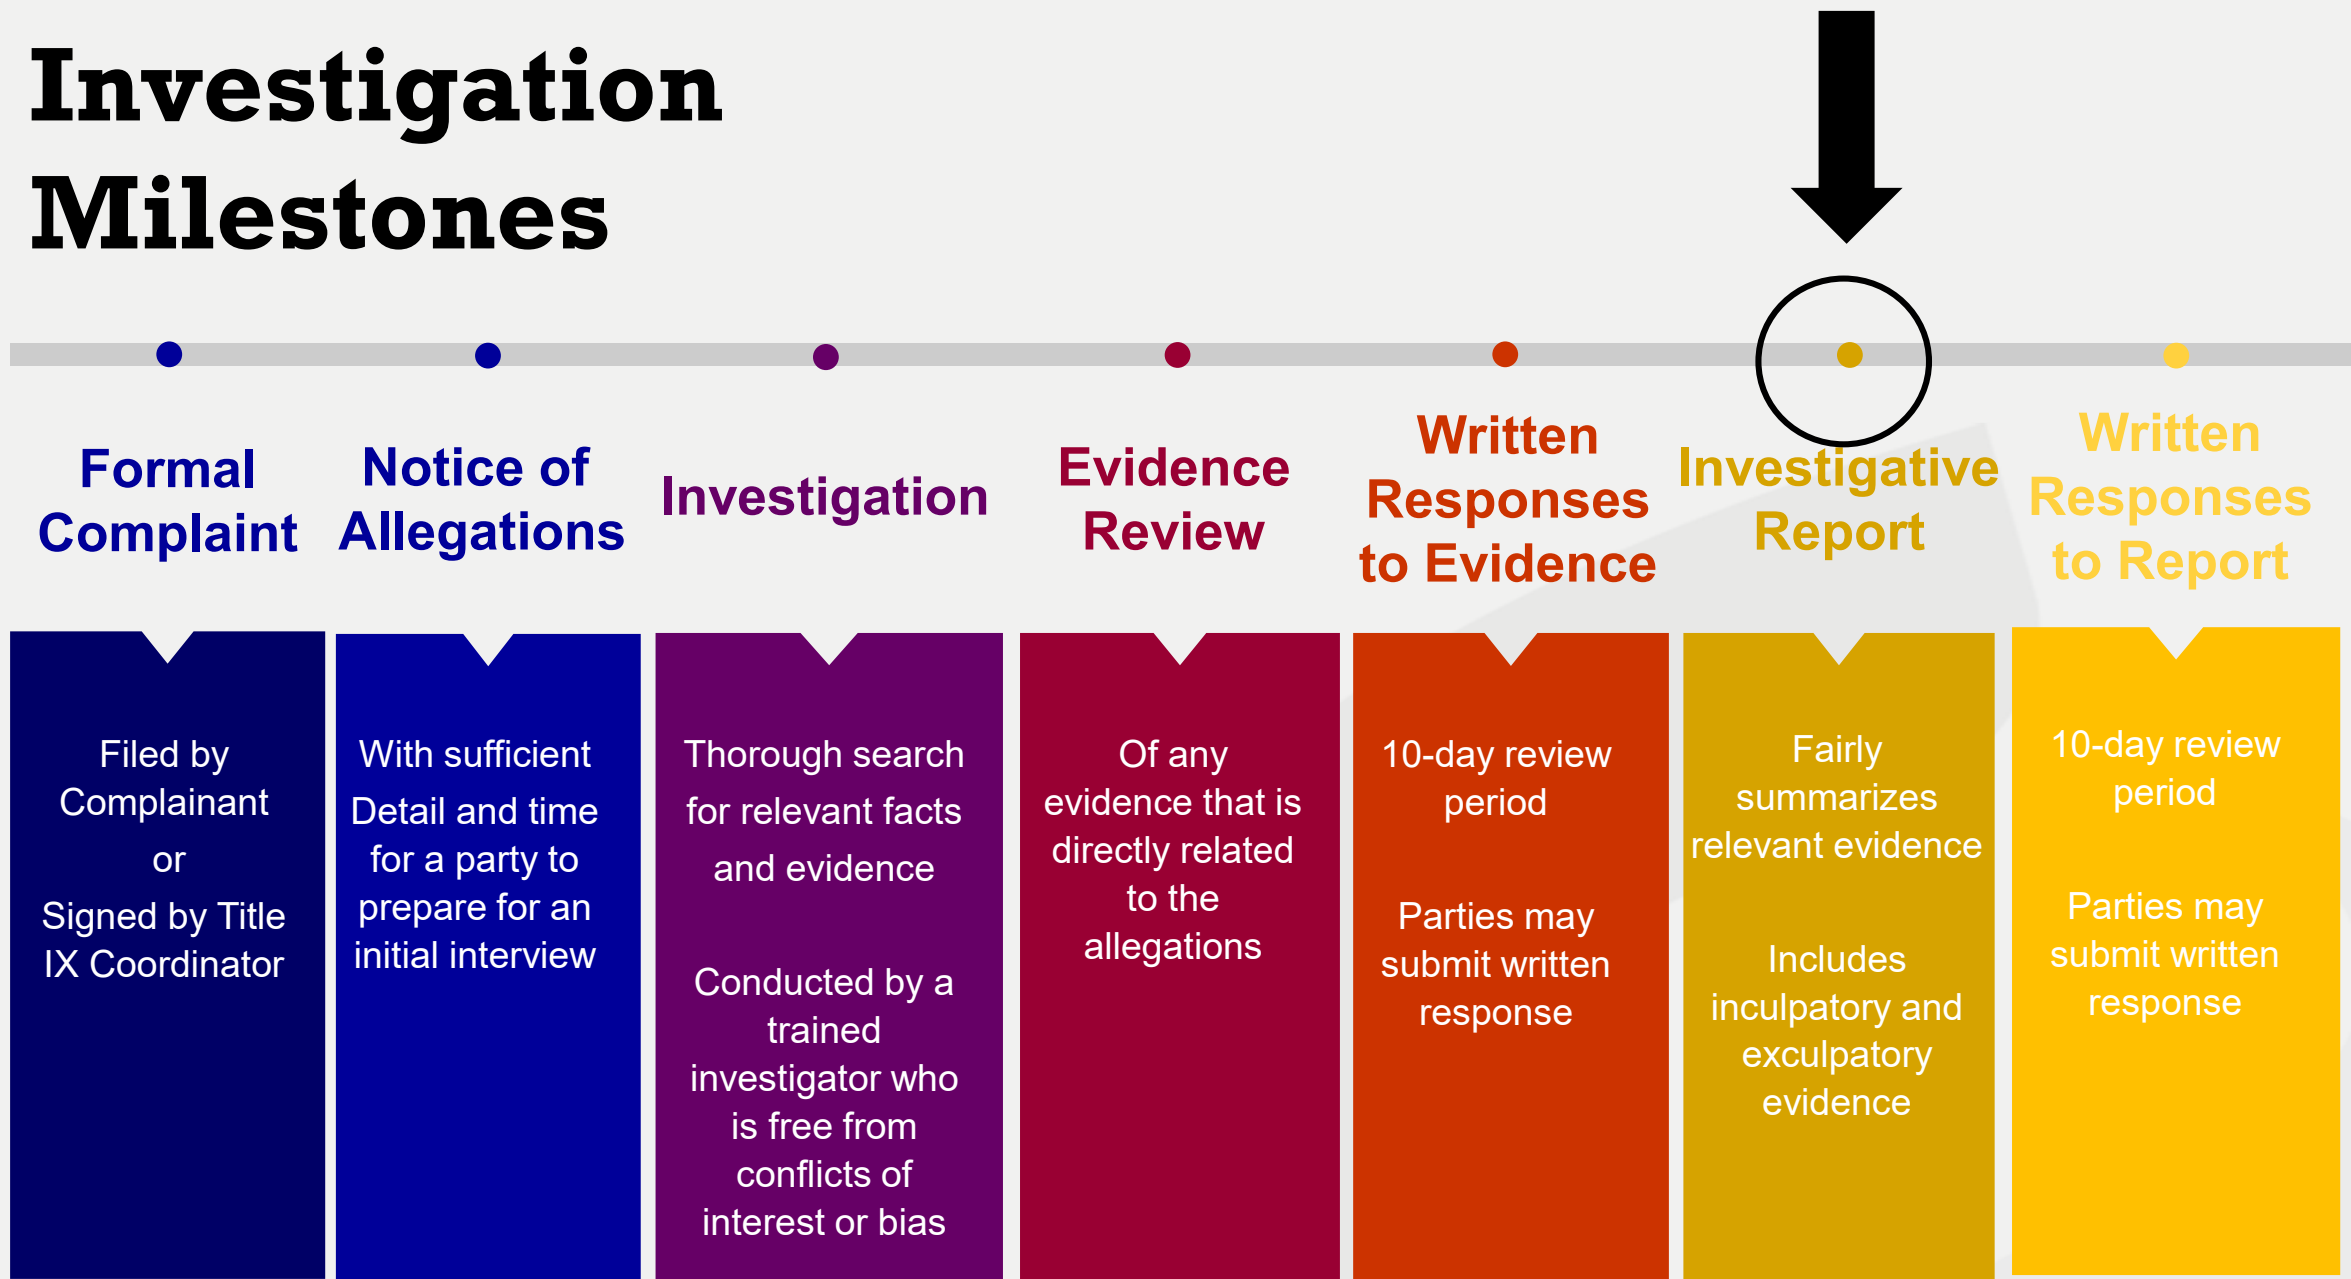 Investigation
Milestones
Formal
Complaint
Notice of
Allegations
Investigation
Evidence
Review
Written
Responses
to Evidence
Investigative
Report
Written
Responses
to Report
Filed by
Complainant
or
Signed by Title
IX Coordinator
With sufficient
Detail and time
for a party to
prepare for an
initial interview
Thorough search
for relevant facts
and evidence
Conducted by a
trained
investigator who
is free from
conflicts of
interest or bias
Of any
evidence that is
directly related
to the
allegations
10-day review
period
Parties may
submit written
response
Fairly
summarizes
relevant evidence
Includes
inculpatory and
exculpatory
evidence
10-day review
period
Parties may
submit written
response